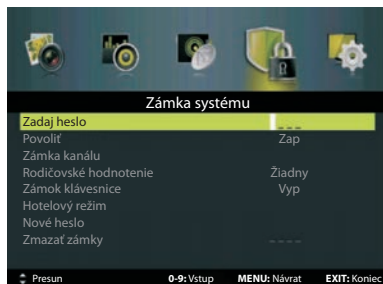 Zámka systému
Zadaj heslo _ _ _
Povoliť Zap
Zámka kanálu
Rodičovské hodnotenie Žiadny
Zámok klávesnice Vyp
Hotelový režim
Nové heslo
Zmazať zámky _ _ _ _
Presun 0-9: Vstup MENU: Návrat EXIT: Koniec